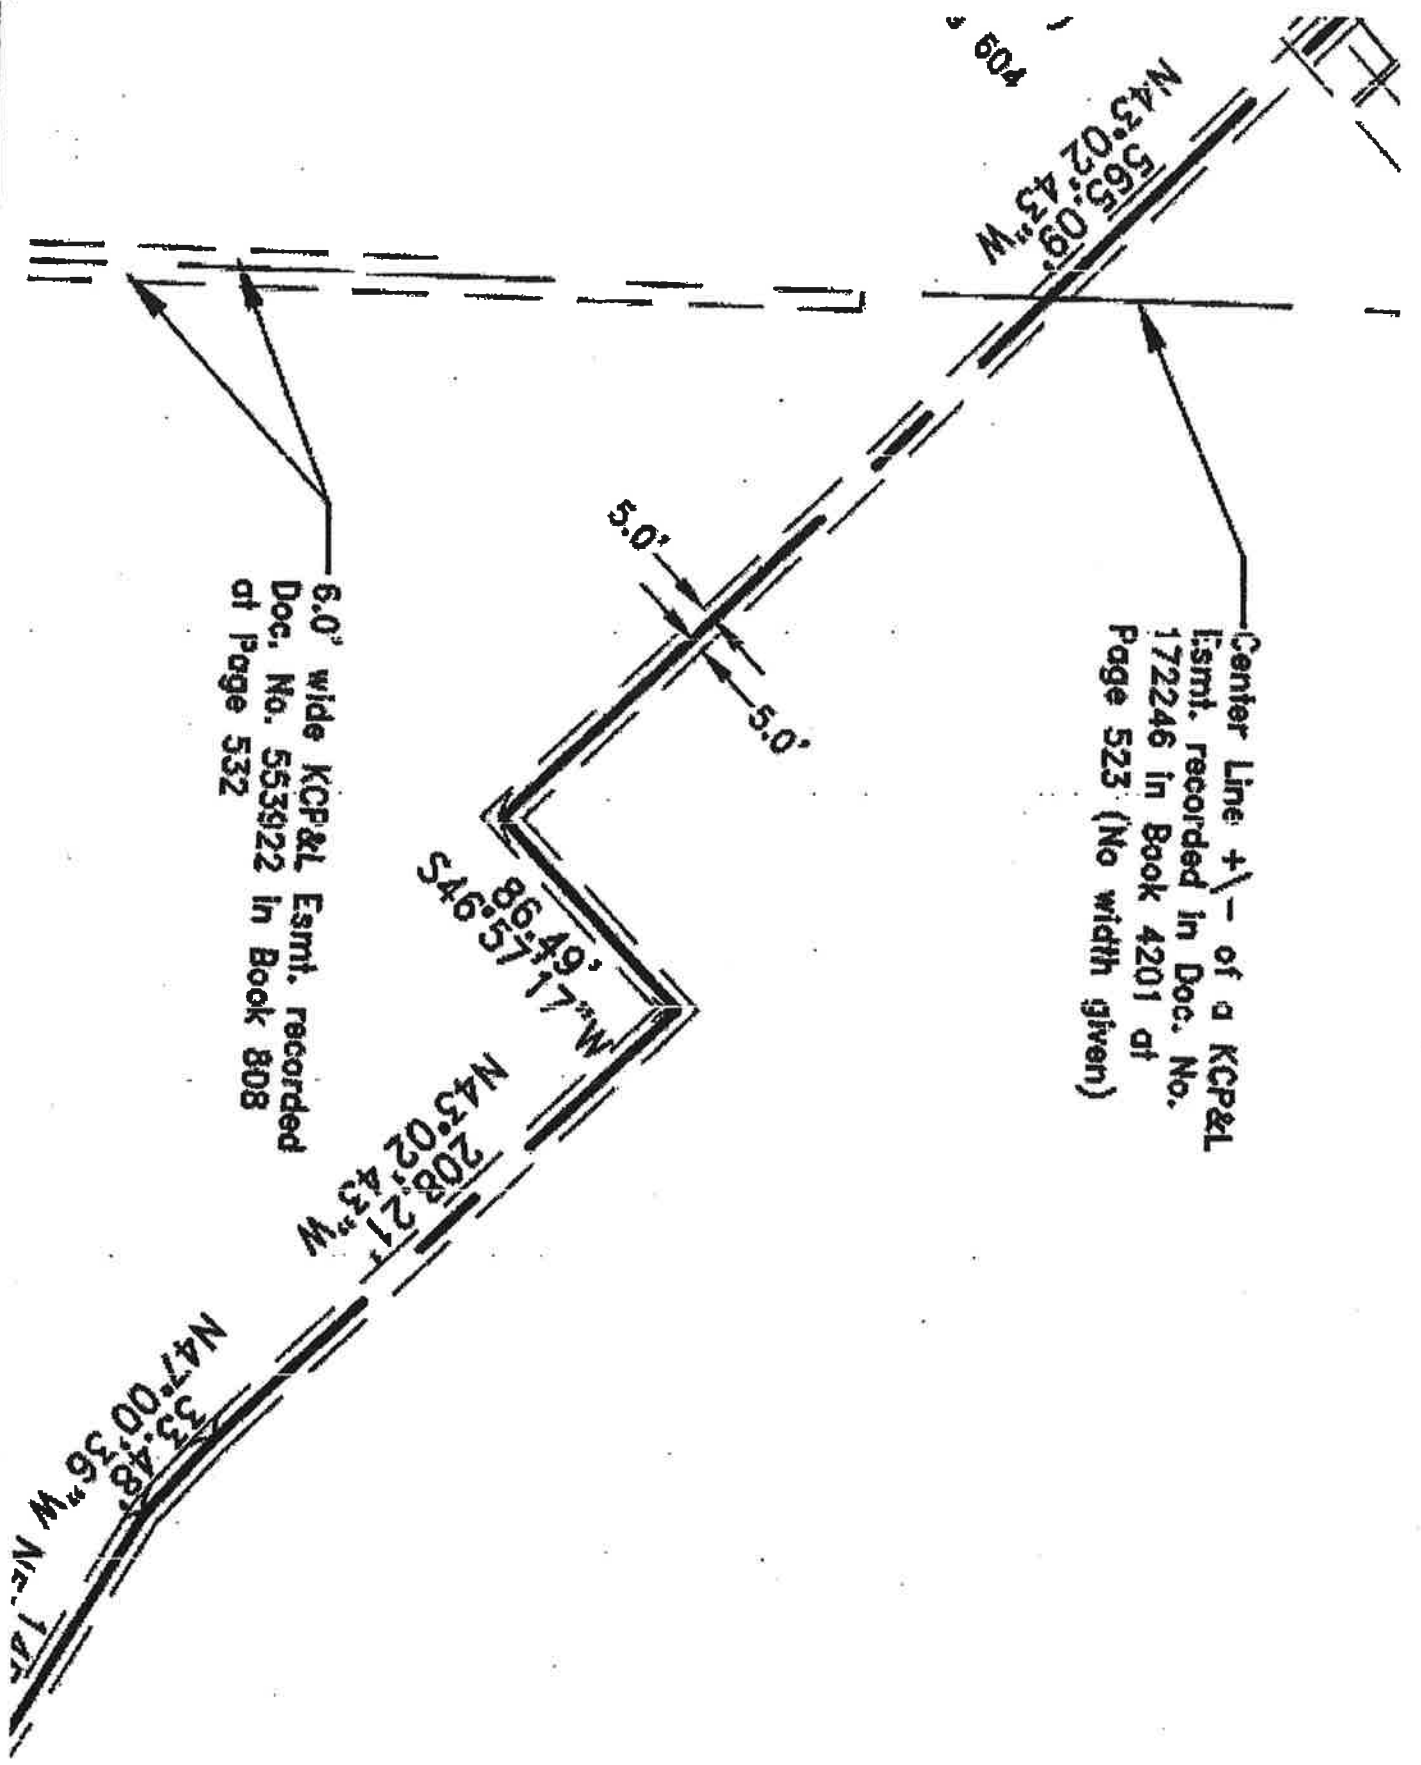 604
N43°02'43"W
565.09'
Center Line +\- of a KCP&L
Esmt. recorded in Doc. No.
172246 in Book 4201 at
Page 523 (No width given)
5.0'
5.0'
86.49'
S46°57'17"W
6.0' wide KCP&L Esmt. recorded
Doc. No. 553922 in Book 808
at Page 532
208.21'
N43°02'43"W
33.48'
N47°00'36"W